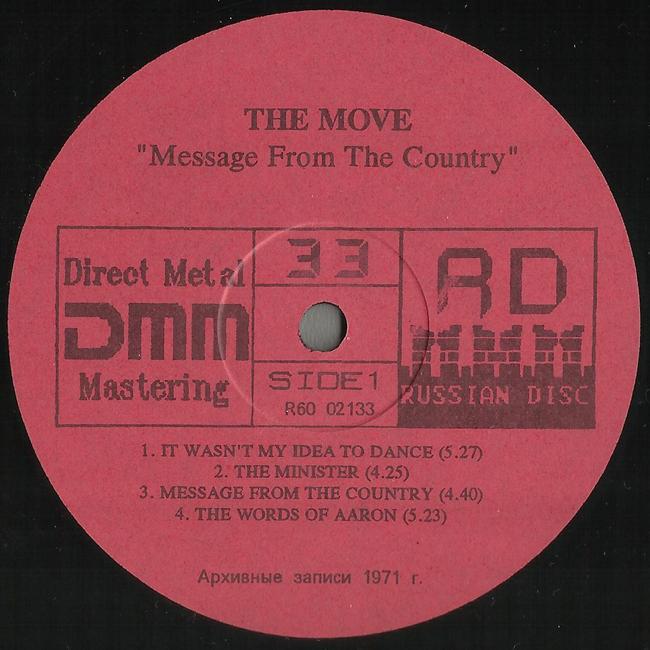 THE MOVE
"Message From The Country"
Direct Metal
DMM
Mastering
33
SIDE 1
R60 02133
RD
RUSSIAN DISC
1. IT WASN'T MY IDEA TO DANCE (5.27)
2. THE MINISTER (4.25)
3. MESSAGE FROM THE COUNTRY (4.40)
4. THE WORDS OF AARON (5.23)
Архивные записи 1971 г.